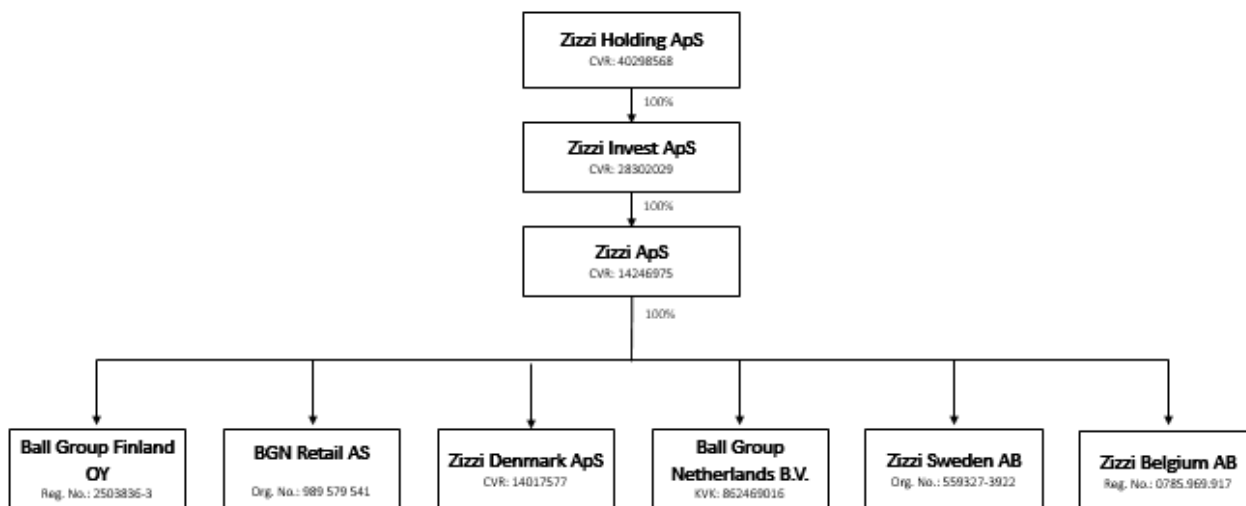 Zizzi Holding ApS
CVR: 40298568
100%
Zizzi Invest ApS
CVR: 28302029
100%
Zizzi ApS
CVR: 14246975
100%
Ball Group Finland
OY
Reg. No.: 2503836-3
BGN Retail AS
Org. No.: 989 579 541
Zizzi Denmark ApS
CVR: 14017577
Ball Group
Netherlands B.V.
KVK: 862469016
Zizzi Sweden AB
Org. No.: 559327-3922
Zizzi Belgium AB
Reg. No.: 0785.969.917